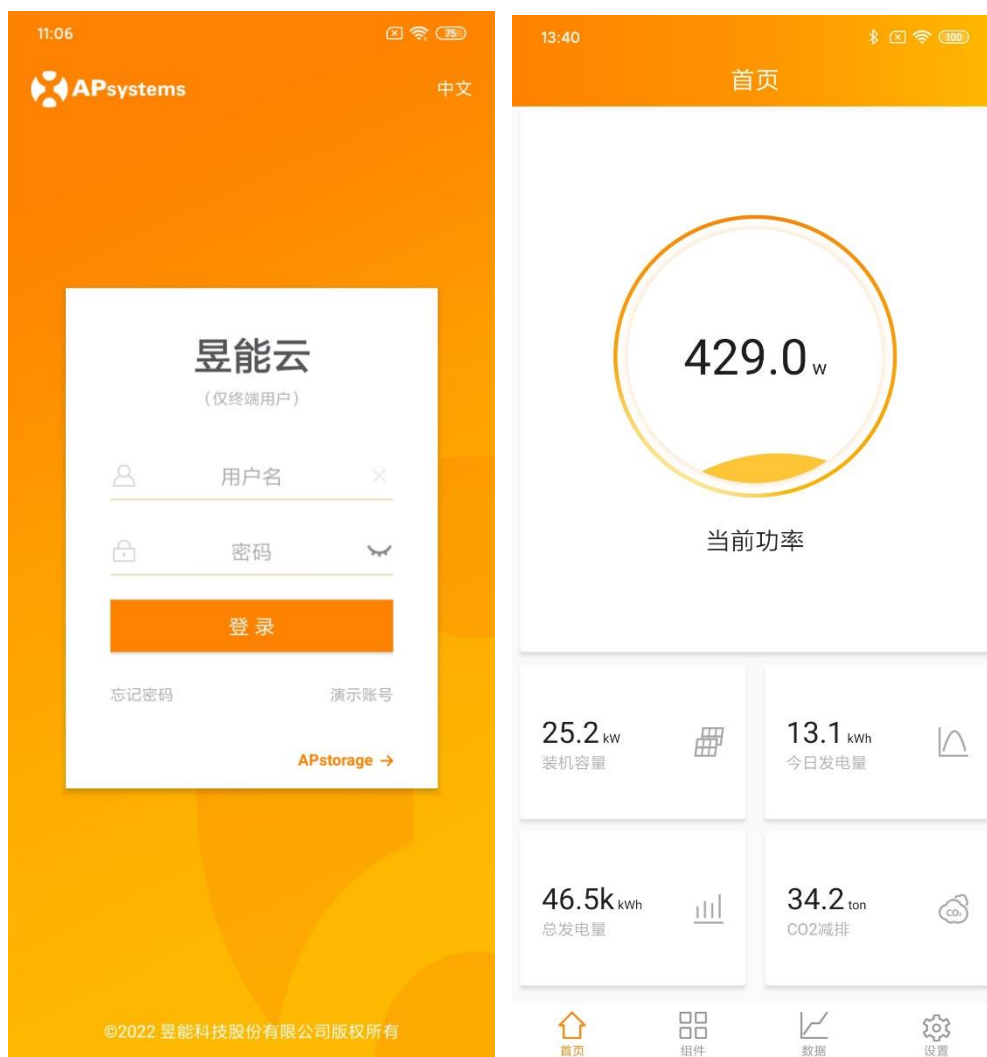 11:06
75
APsystems
中文
昱能云
(仅终端用户)
用户名
密码
登录
忘记密码
演示账号
APstorage →
©2022 昱能科技股份有限公司版权所有
13:40
100
首页
429.0 W
当前功率
25.2 kW
装机容量
13.1 kWh
今日发电量
46.5k kWh
总发电量
34.2 ton
CO2减排
CO₂
首页
组件
数据
设置